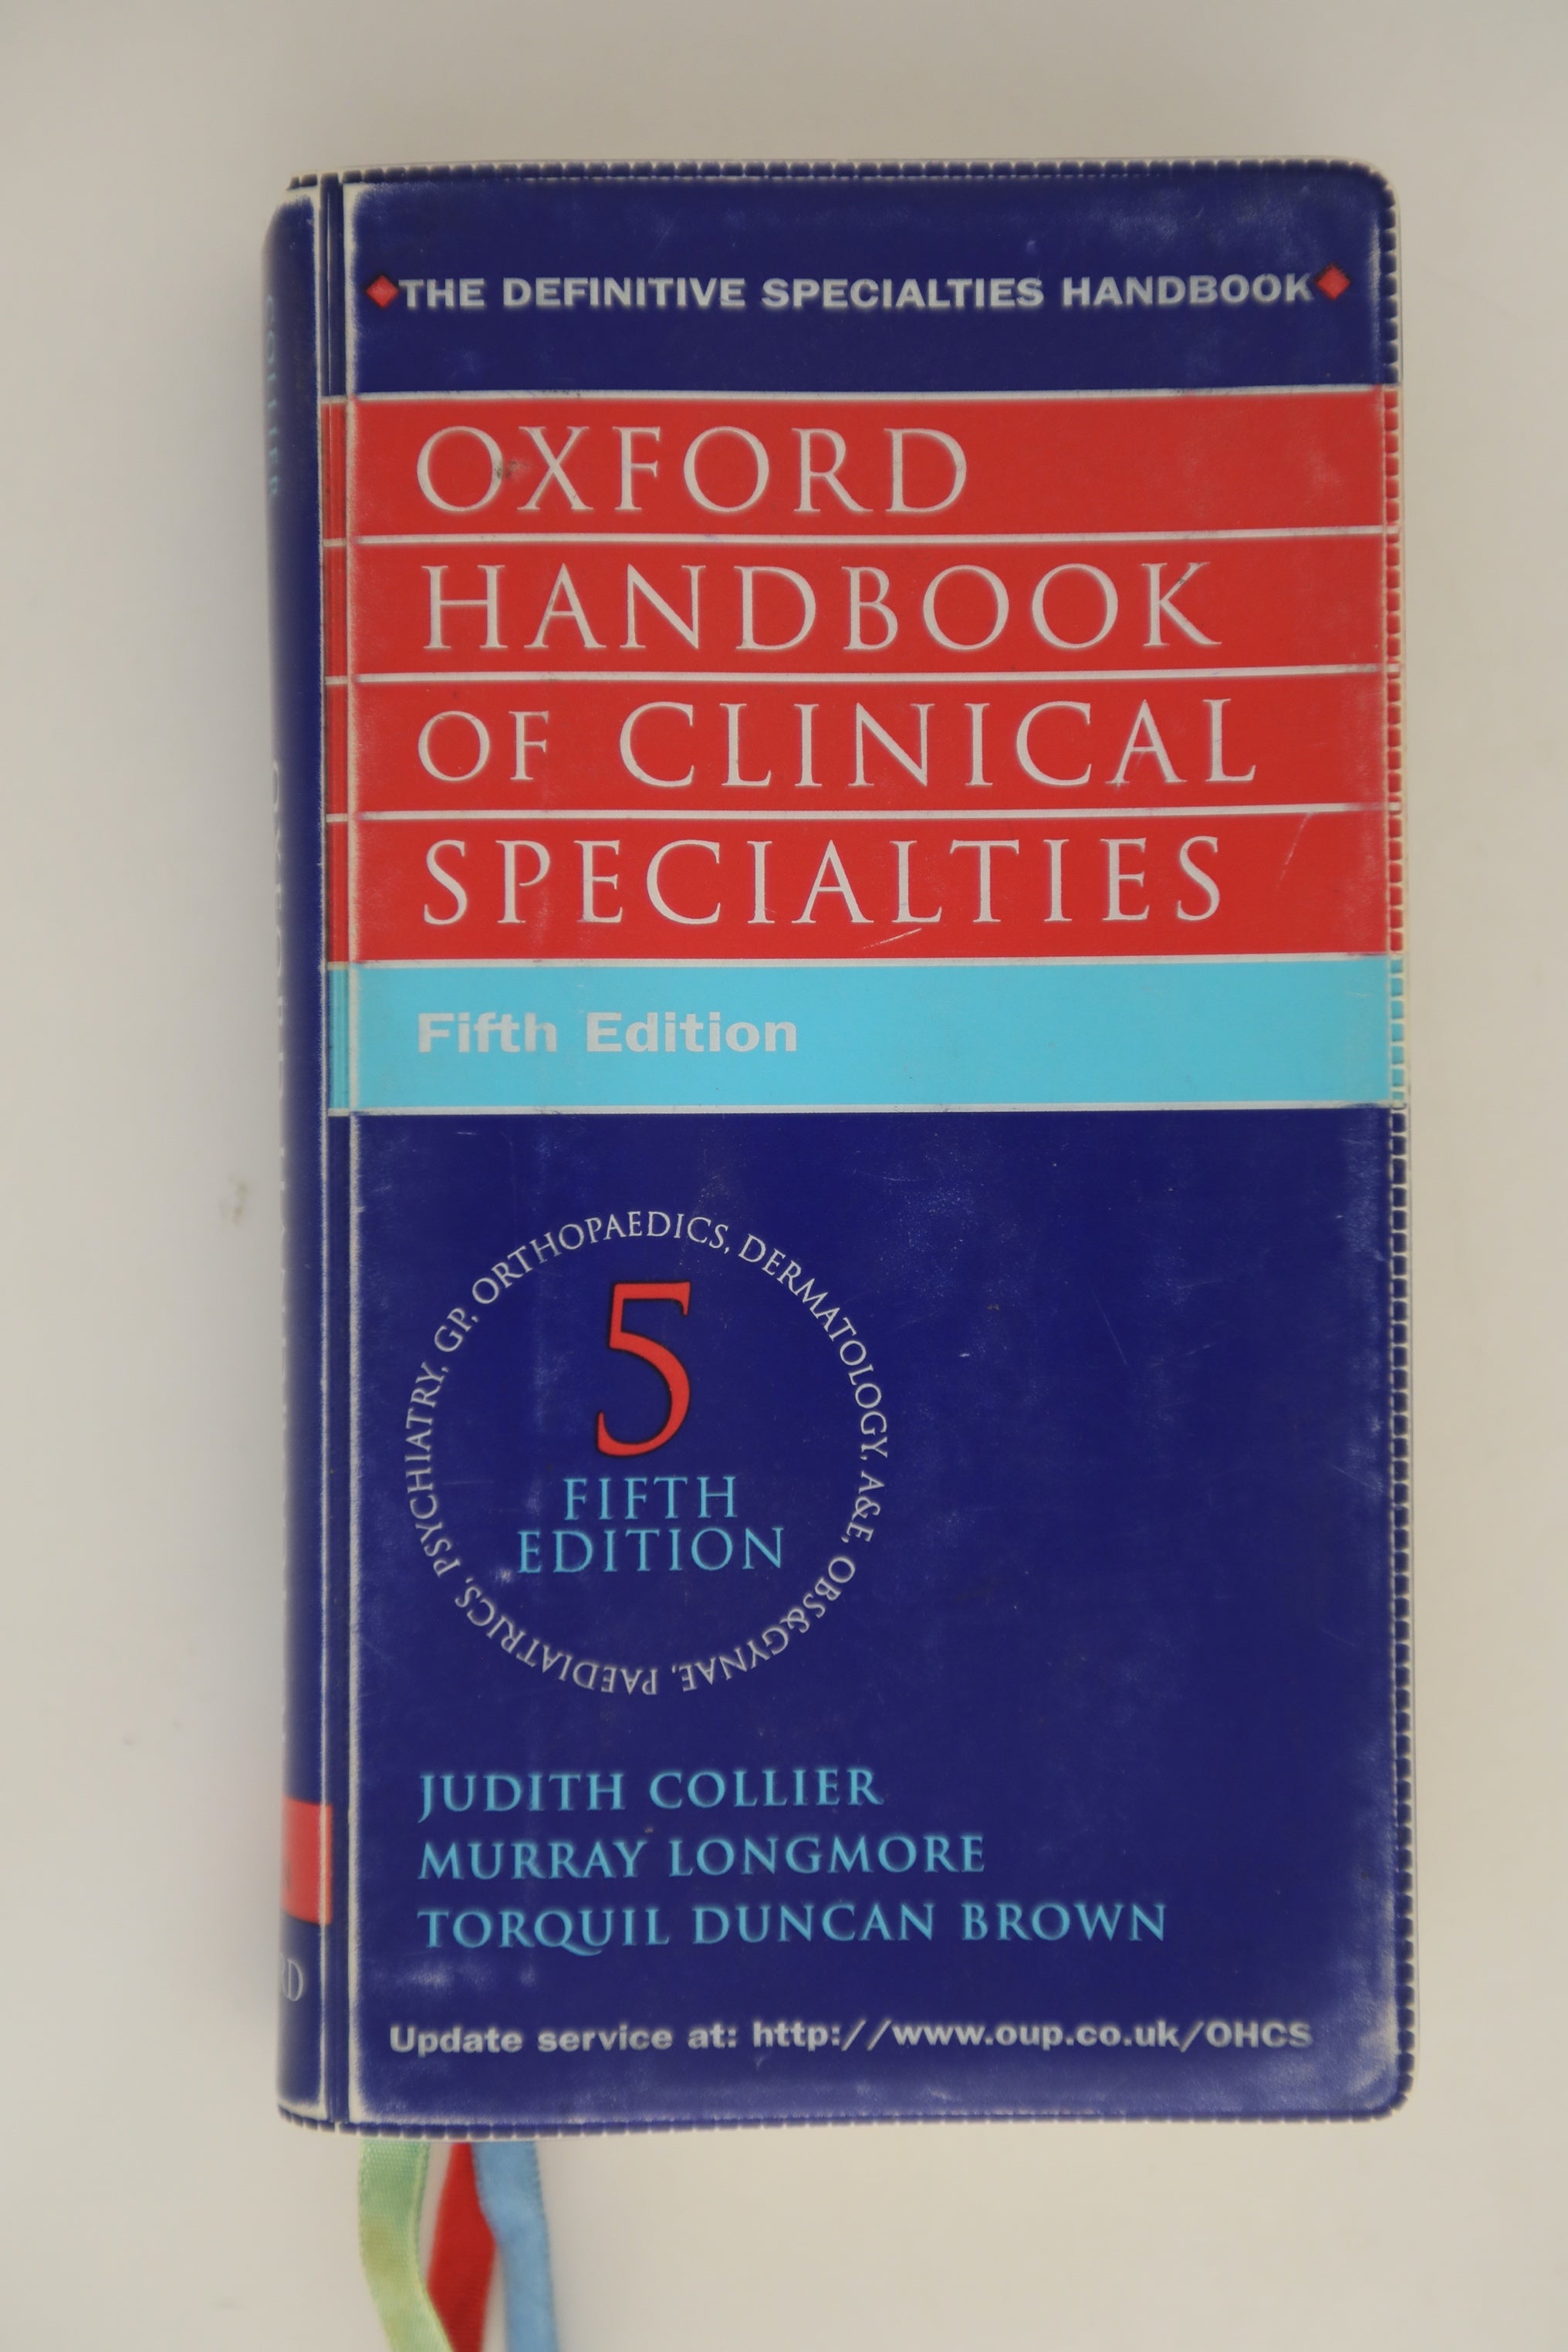 THE DEFINITIVE SPECIALTIES HANDBOOK
OXFORD
HANDBOOK
OF CLINICAL
SPECIALTIES
Fifth Edition
PSYCHIATRY, GP, ORTHOPAEDICS, DERMATOLOGY, A&E, OBS&GYNAE, PAEDIATRICS,
5
FIFTH
EDITION
JUDITH COLLIER
MURRAY LONGMORE
TORQUIL DUNCAN BROWN
Update service at: http://www.oup.co.uk/OHCS
COLLIER